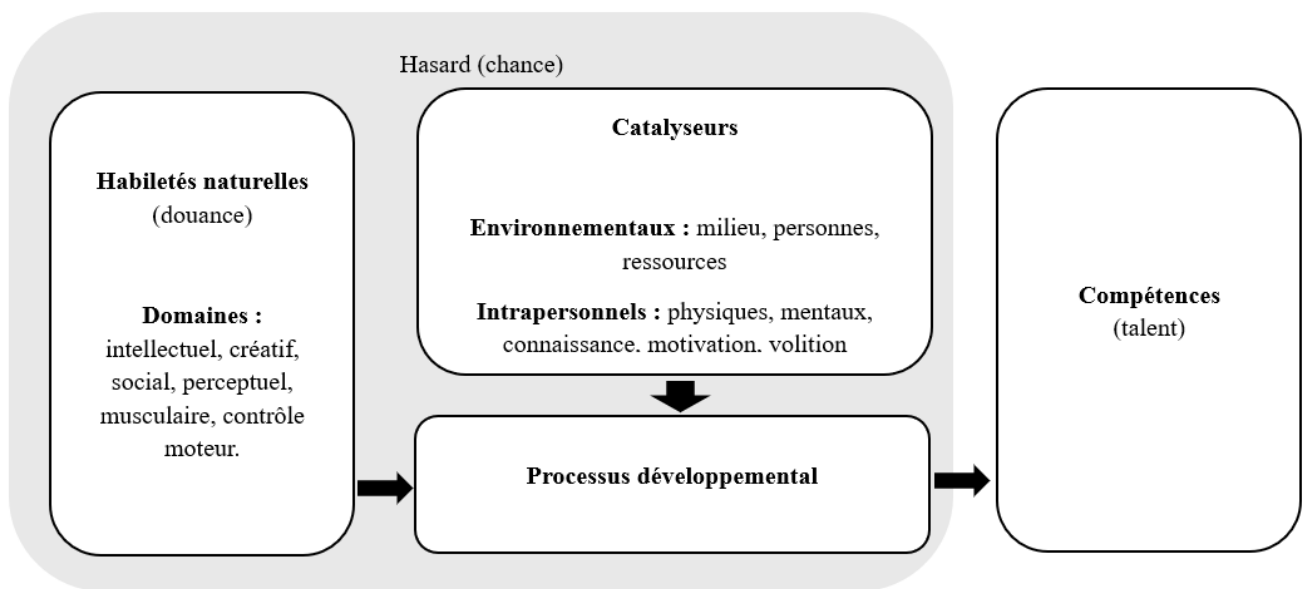 Hasard (chance)
Habiletés naturelles
(douance)
Domaines :
intellectuel, créatif,
social, perceptuel,
musculaire, contrôle
moteur.
Catalyseurs
Environnementaux : milieu, personnes,
ressources
Intrapersonnels : physiques, mentaux,
connaissance, motivation, volition
Processus développemental
Compétences
(talent)